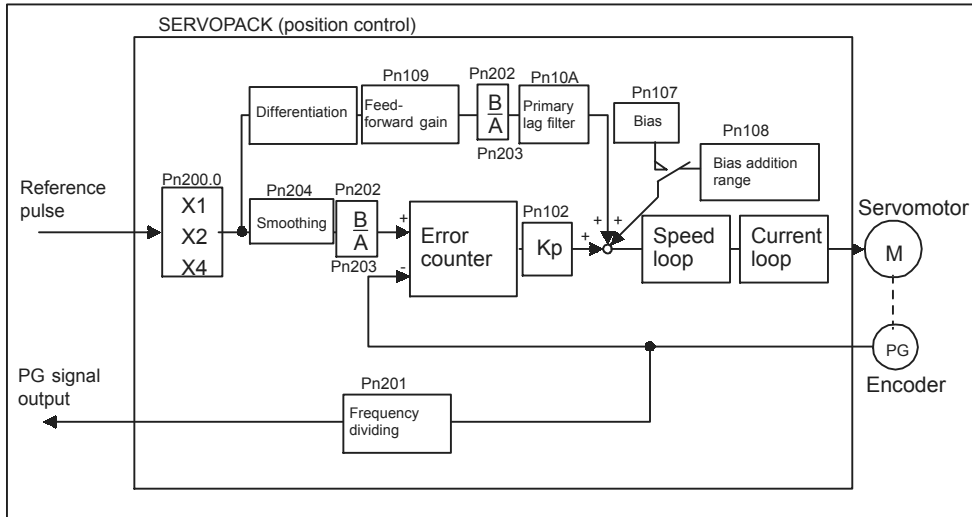 SERVOPACK (position control)
Pn109
Pn202
Pn10A
Pn107
Differentiation
Feed-
forward gain
B
A
Primary
lag filter
Bias
Pn108
Pn203
Bias addition
range
Reference
pulse
Pn200.0
X1
X2
X4
Pn204
Smoothing
Pn202
B
A
Pn203
+
-
Error
counter
Pn102
Kp
+
+
+
Speed
loop
Current
loop
Servomotor
M
PG
Encoder
PG signal
output
Pn201
Frequency
dividing